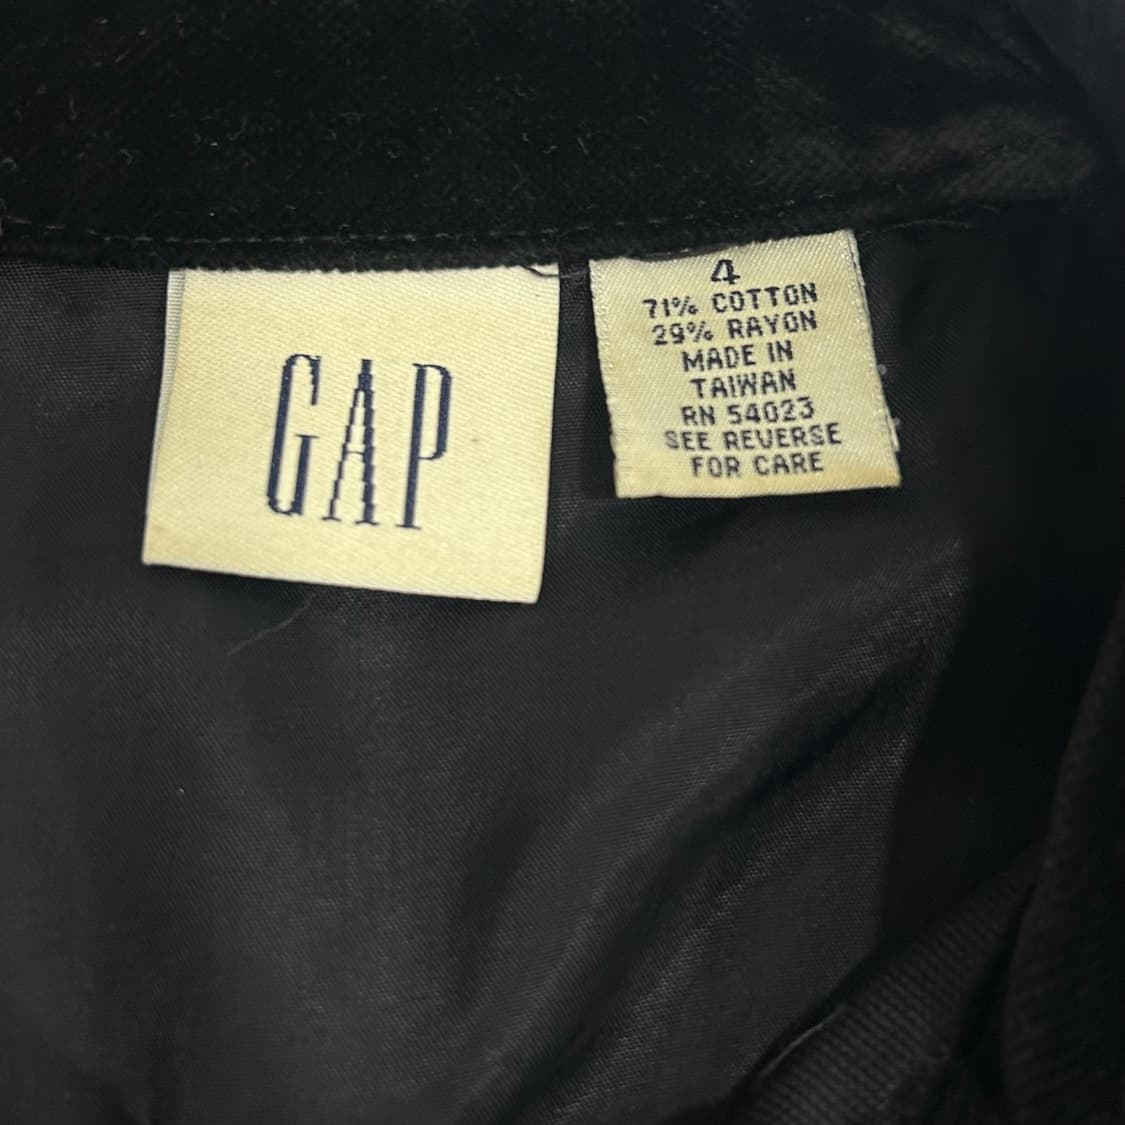 GAP
4
71% COTTON
29% RAYON
MADE IN
TAIWAN
RN 54023
SEE REVERSE
FOR CARE